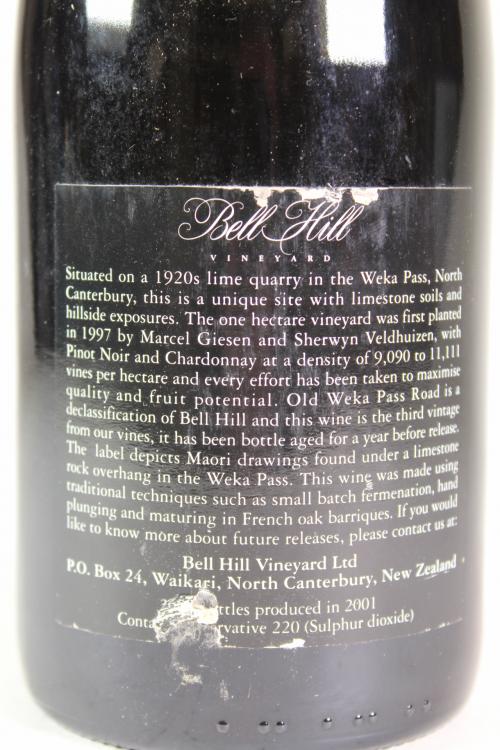 Bell Hill
VINEYARD
Situated on a 1920s lime quarry in the Weka Pass, North
Canterbury, this is a unique site with limestone soils and
hillside exposures. The one hectare vineyard was first planted
in 1997 by Marcel Giesen and Sherwyn Veldhuizen, with
Pinot Noir and Chardonnay at a density of 9,090 to 11,111
vines per hectare and every effort has been taken to maximise
quality and fruit potential. Old Weka Pass Road is a
declassification of Bell Hill and this wine is the third vintage
from our vines, it has been bottle aged for a year before release.
The label depicts Maori drawings found under a limestone
rock overhang in the Weka Pass. This wine was made using
traditional techniques such as small batch fermenation, hand
plunging and maturing in French oak barriques. If you would
like to know more about future releases, please contact us at:
Bell Hill Vineyard Ltd
P.O. Box 24, Waikari, North Canterbury, New Zealand
produced in 2001
220 (Sulphur dioxide)